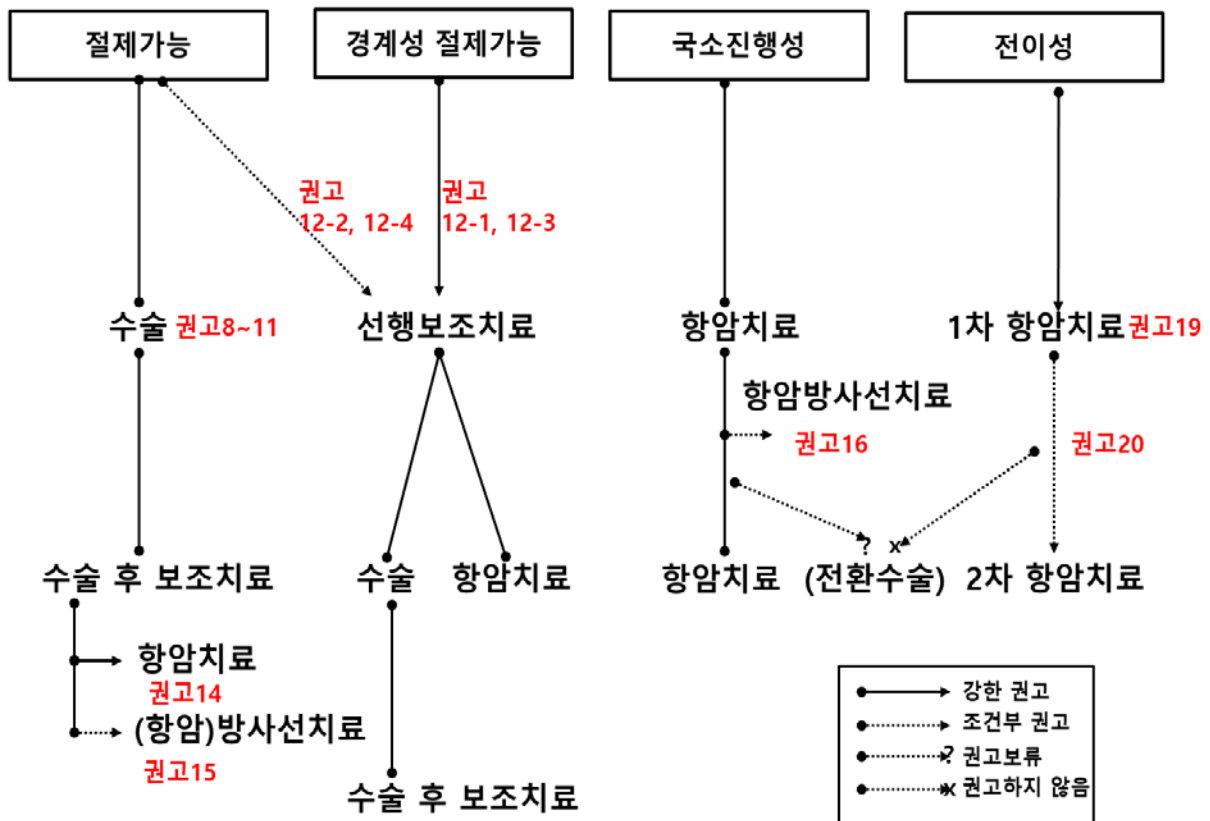 절제가능
경계성 절제가능
국소진행성
전이성
권고
12-2, 12-4
권고
12-1, 12-3
수술 권고8~11
선행보조치료
항암치료
1차 항암치료 권고19
항암방사선치료
권고16
권고20
? x
수술 후 보조치료
수술
항암치료
항암치료
(전환수술)
2차 항암치료
항암치료
권고14
(항암)방사선치료
권고15
수술 후 보조치료
강한 권고
조건부 권고
? 권고보류
x 권고하지 않음